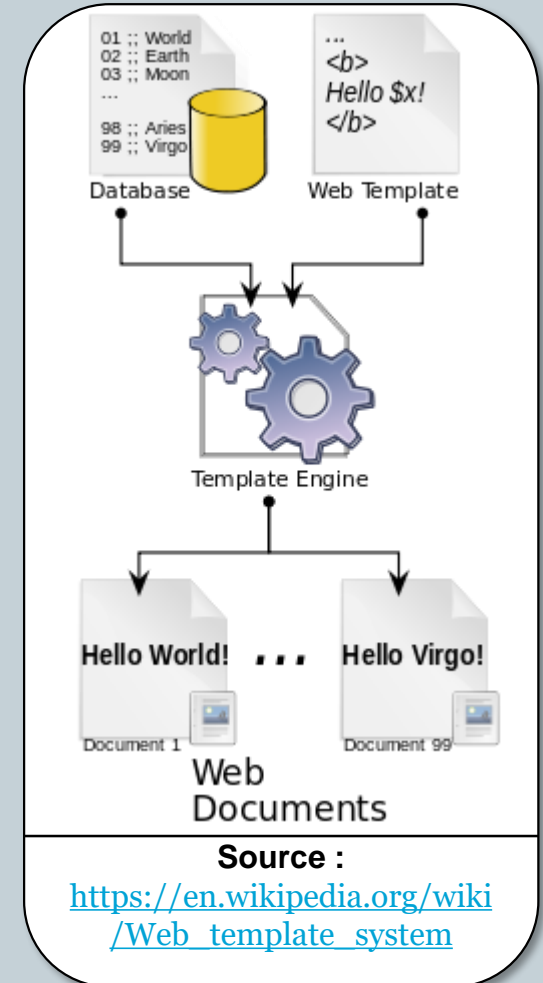 01 ;; World
02 ;; Earth
03 ;; Moon
...
98 ;; Aries
99 ;; Virgo
Database
...
<b>
Hello $x!
</b>
Web Template
Template Engine
Hello World!
...
Hello Virgo!
Document 1
Document 99
Web
Documents
Source :
https://en.wikipedia.org/wiki
/Web_template_system